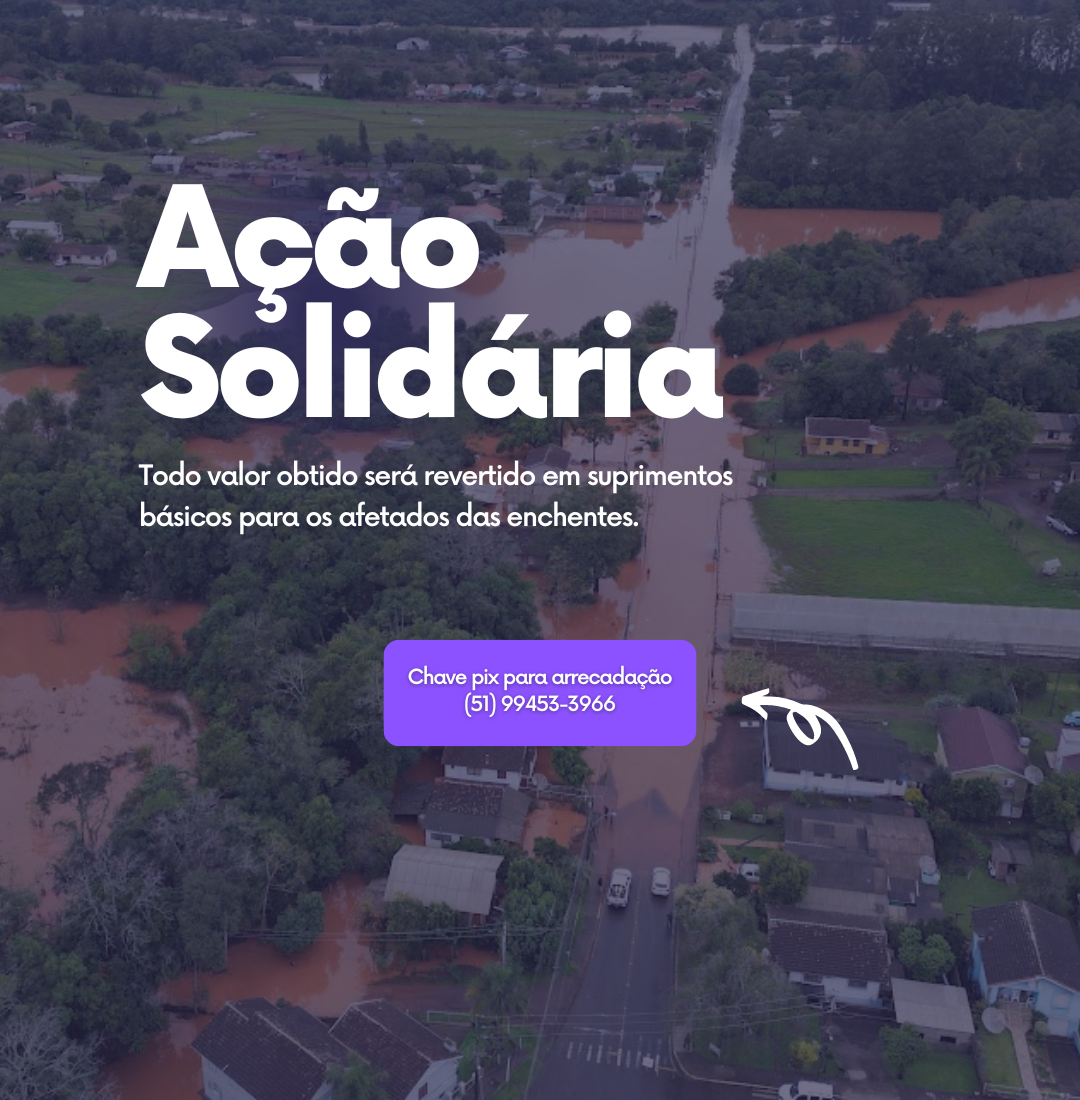 Ação
Solidária
Todo valor obtido será revertido em suprimentos
básicos para os afetados das enchentes.
Chave pix para arrecadação
(51) 99453-3966